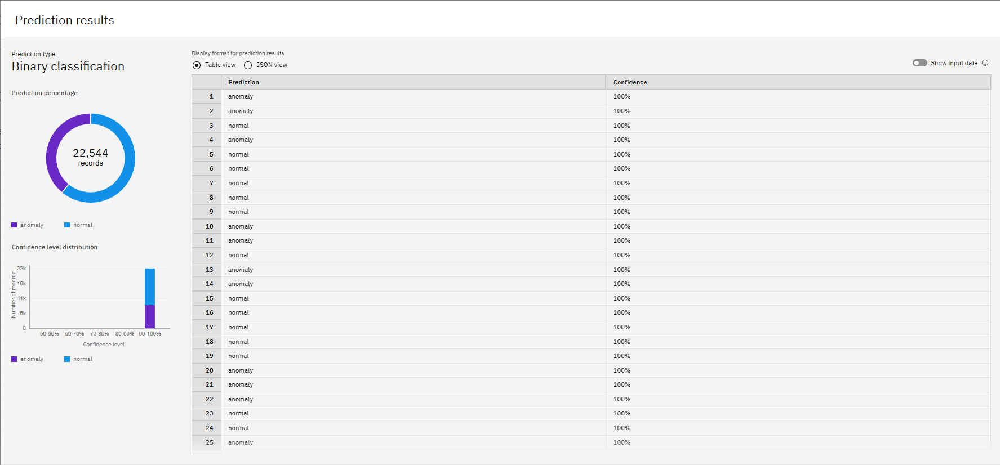 Prediction results
Prediction type
Binary classification
Prediction percentage
22,544
records
anomaly normal
Confidence level distribution
Number of records
22k
16k
11k
5k
0
50-60% 60-70% 70-80% 80-90% 90-100%
Confidence level
anomaly normal
Display format for prediction results
Table view JSON view
Show input data
Prediction Confidence
1 anomaly 100%
2 anomaly 100%
3 normal 100%
4 anomaly 100%
5 normal 100%
6 normal 100%
7 normal 100%
8 normal 100%
9 normal 100%
10 anomaly 100%
11 anomaly 100%
12 normal 100%
13 anomaly 100%
14 anomaly 100%
15 normal 100%
16 normal 100%
17 normal 100%
18 normal 100%
19 normal 100%
20 anomaly 100%
21 anomaly 100%
22 anomaly 100%
23 normal 100%
24 normal 100%
25 anomaly 100%